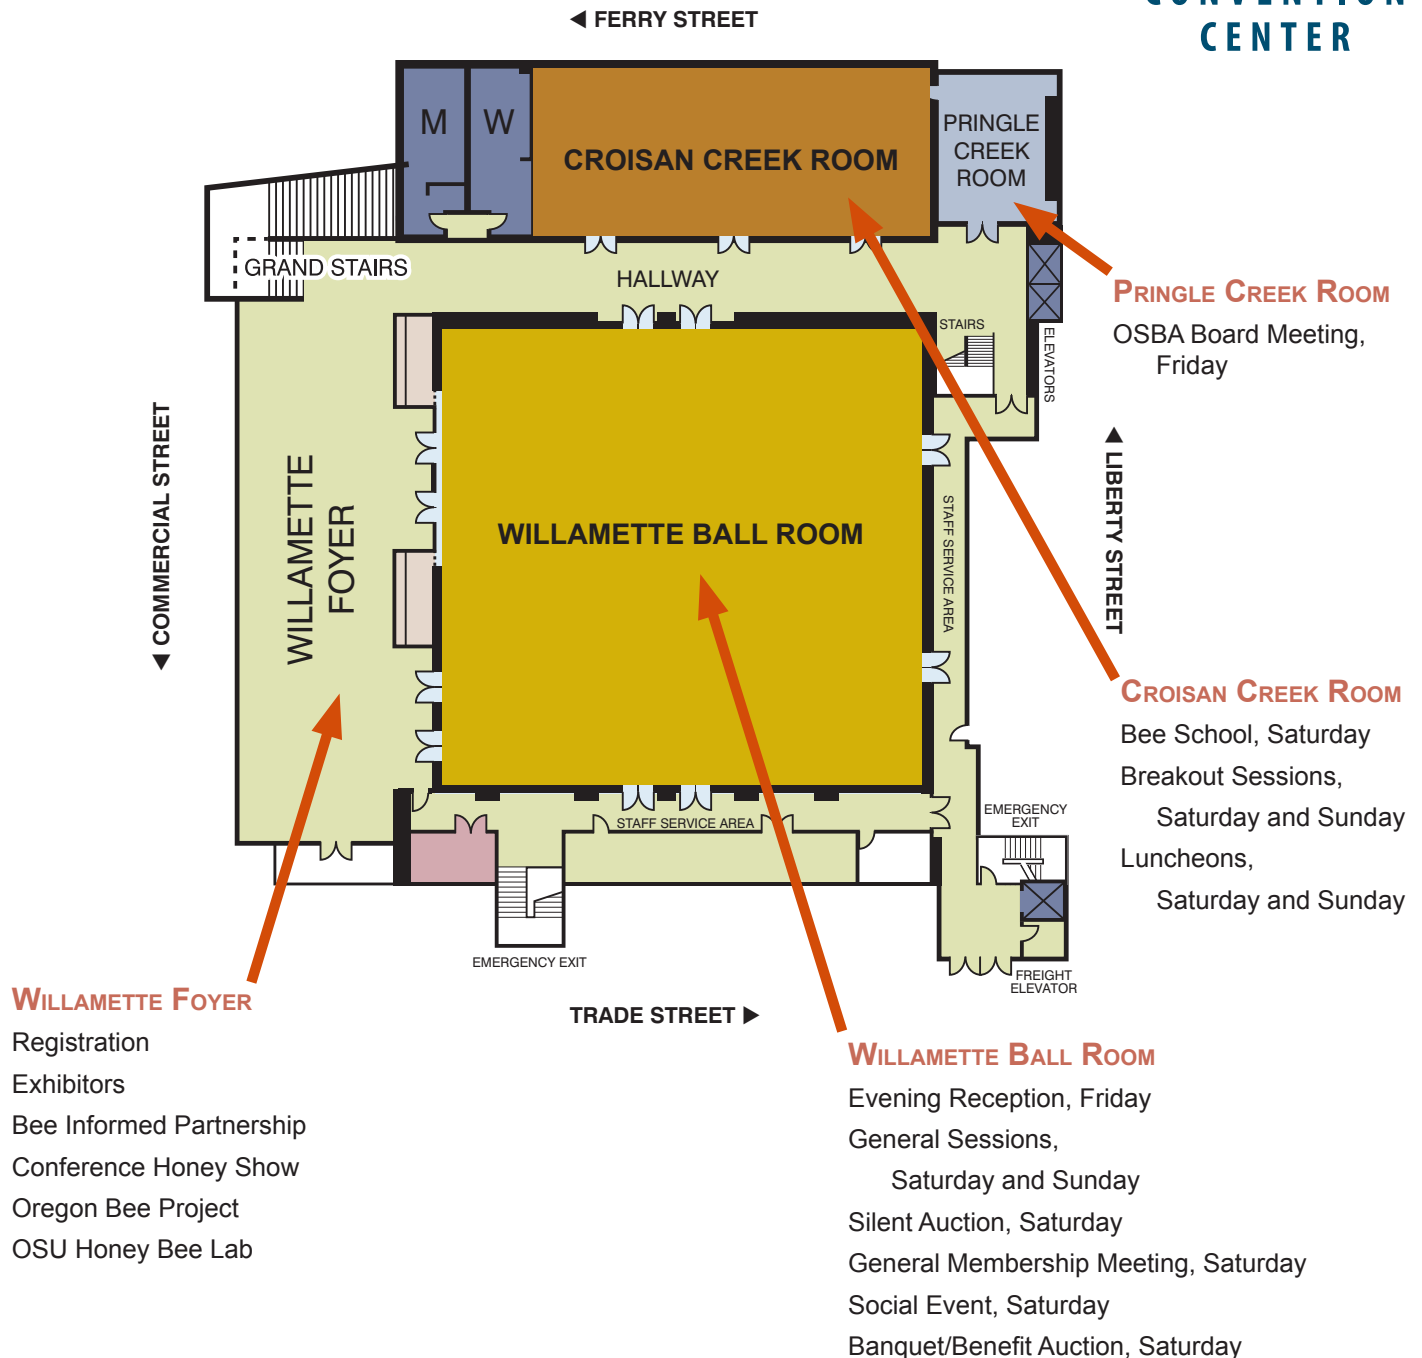 CONVENTION
CENTER
◀ FERRY STREET
M
W
CROISAN CREEK ROOM
PRINGLE
CREEK
ROOM
GRAND STAIRS
HALLWAY
STAIRS
ELEVATORS
PRINGLE CREEK ROOM
OSBA Board Meeting,
Friday
◀ COMMERCIAL STREET
WILLAMETTE
FOYER
WILLAMETTE BALL ROOM
STAFF SERVICE AREA
◀ LIBERTY STREET
CROISAN CREEK ROOM
Bee School, Saturday
Breakout Sessions,
Saturday and Sunday
Luncheons,
Saturday and Sunday
STAFF SERVICE AREA
EMERGENCY
EXIT
EMERGENCY EXIT
FREIGHT
ELEVATOR
TRADE STREET ▶
WILLAMETTE FOYER
Registration
Exhibitors
Bee Informed Partnership
Conference Honey Show
Oregon Bee Project
OSU Honey Bee Lab
WILLAMETTE BALL ROOM
Evening Reception, Friday
General Sessions,
Saturday and Sunday
Silent Auction, Saturday
General Membership Meeting, Saturday
Social Event, Saturday
Banquet/Benefit Auction, Saturday